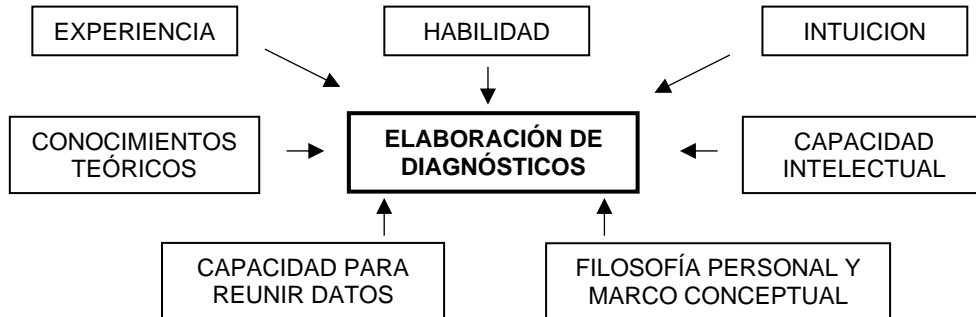 EXPERIENCIA
HABILIDAD
INTUICION
CONOCIMIENTOS
TEÓRICOS
ELABORACIÓN DE
DIAGNÓSTICOS
CAPACIDAD
INTELECTUAL
CAPACIDAD PARA
REUNIR DATOS
FILOSOFÍA PERSONAL Y
MARCO CONCEPTUAL